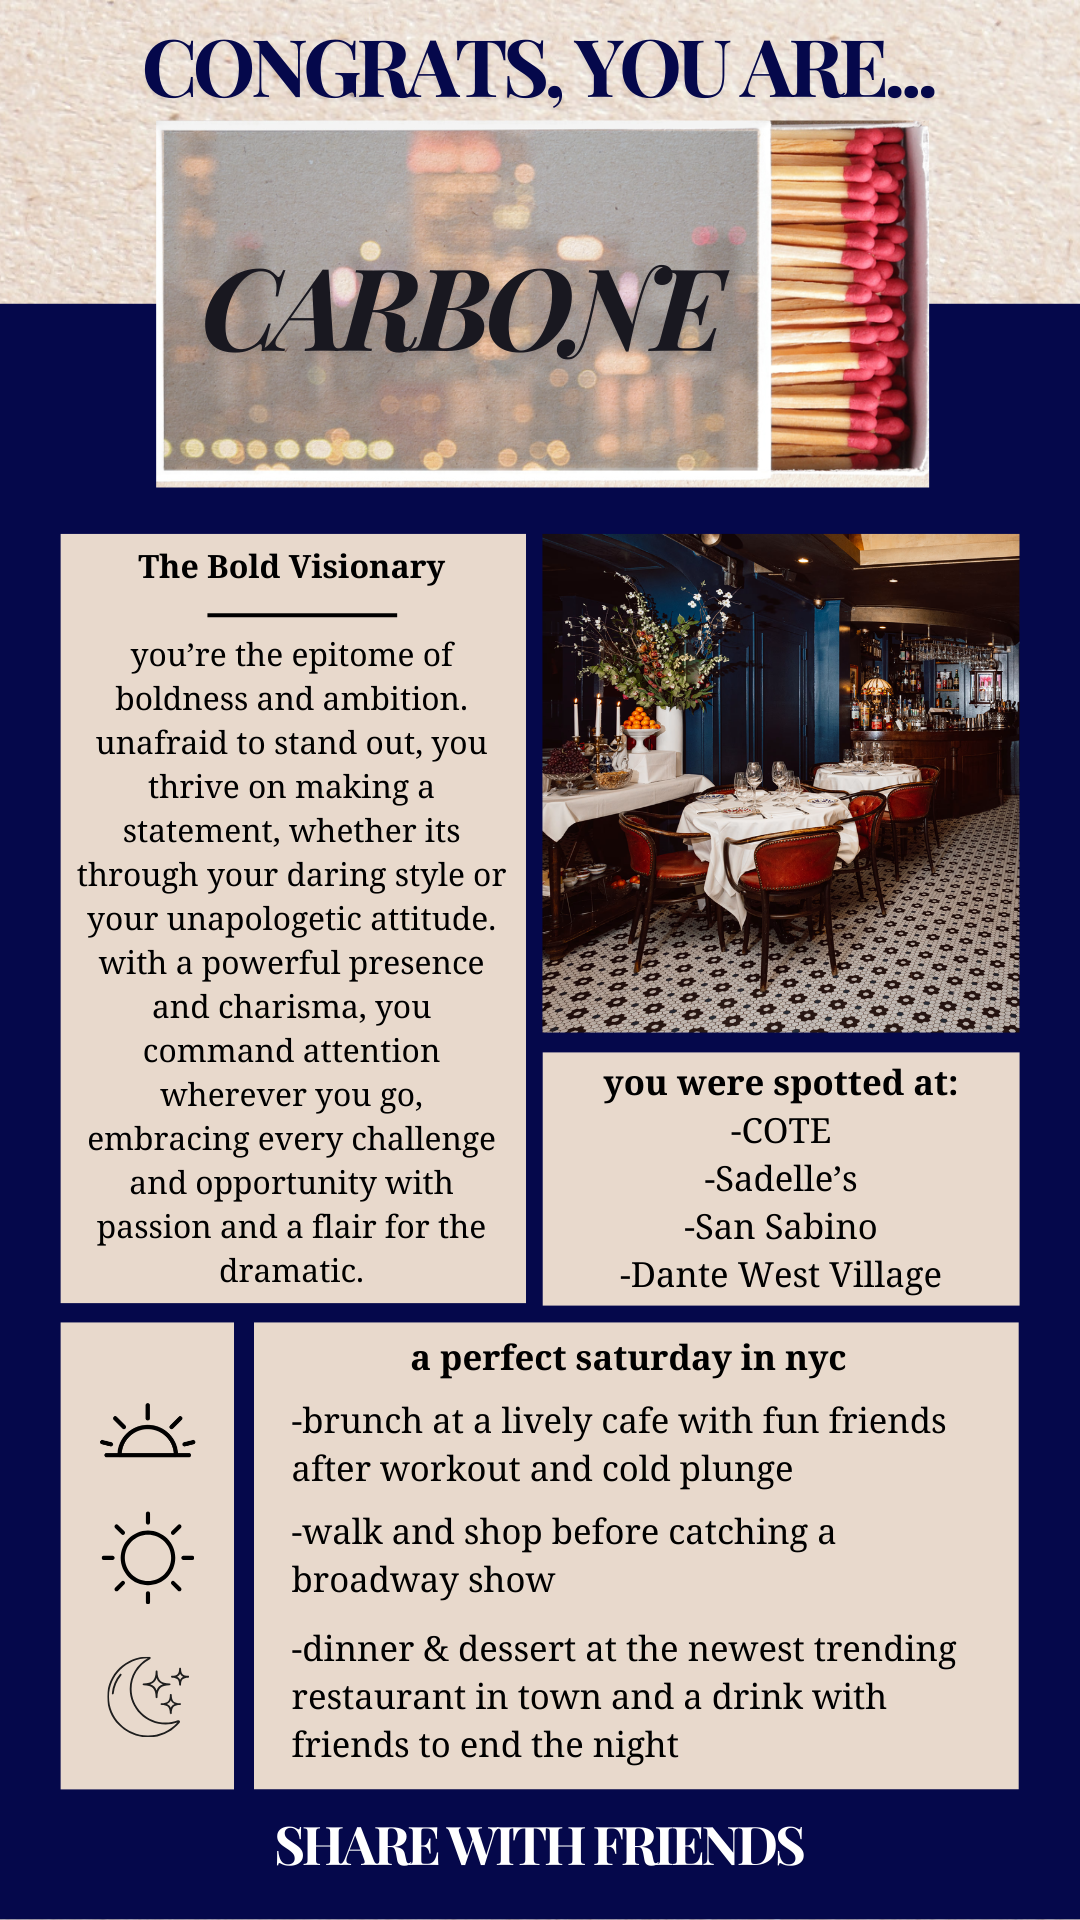 CONGRATS, YOU ARE...
CARBONE
The Bold Visionary
you’re the epitome of
boldness and ambition.
unafraid to stand out, you
thrive on making a
statement, whether its
through your daring style or
your unapologetic attitude.
with a powerful presence
and charisma, you
command attention
wherever you go,
embracing every challenge
and opportunity with
passion and a flair for the
dramatic.
you were spotted at:
-COTE
-Sadelle’s
-San Sabino
-Dante West Village
a perfect saturday in nyc
-brunch at a lively cafe with fun friends
after workout and cold plunge
-walk and shop before catching a
broadway show
-dinner & dessert at the newest trending
restaurant in town and a drink with
friends to end the night
SHARE WITH FRIENDS